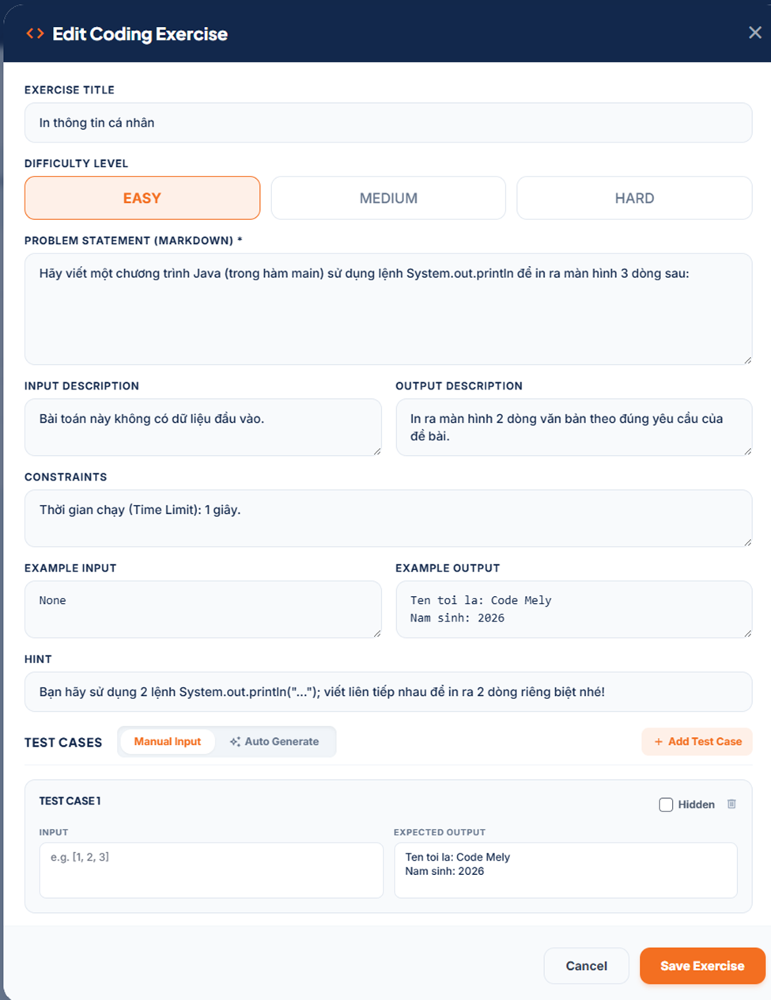 Edit Coding Exercise
EXERCISE TITLE
In thông tin cá nhân
DIFFICULTY LEVEL
EASY
MEDIUM
HARD
PROBLEM STATEMENT (MARKDOWN) *
Hãy viết một chương trình Java (trong hàm main) sử dụng lệnh System.out.println để in ra màn hình 3 dòng sau:
INPUT DESCRIPTION
Bài toán này không có dữ liệu đầu vào.
OUTPUT DESCRIPTION
In ra màn hình 2 dòng văn bản theo đúng yêu cầu của
đề bài.
CONSTRAINTS
Thời gian chạy (Time Limit): 1 giây.
EXAMPLE INPUT
None
EXAMPLE OUTPUT
Ten toi la: Code Mely
Nam sinh: 2026
HINT
Bạn hãy sử dụng 2 lệnh System.out.println("..."); viết liên tiếp nhau để in ra 2 dòng riêng biệt nhé!
TEST CASES
Manual Input
Auto Generate
+ Add Test Case
TEST CASE 1
Hidden
INPUT
e.g. [1, 2, 3]
EXPECTED OUTPUT
Ten toi la: Code Mely
Nam sinh: 2026
Cancel
Save Exercise